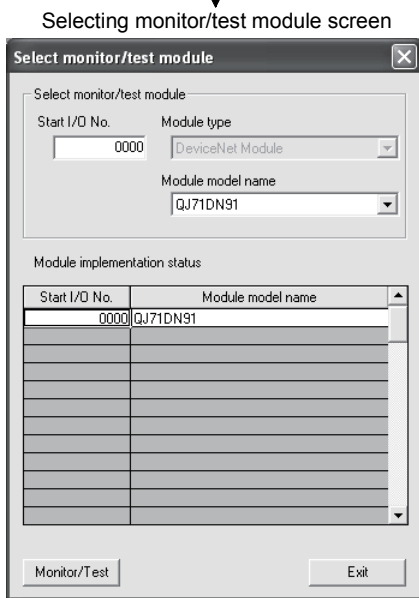 Selecting monitor/test module screen
Select monitor/test module
Select monitor/test module
Start I/O No. Module type
0000 DeviceNet Module
Module model name
QJ71DN91
Module implementation status
Start I/O No. Module model name
0000 QJ71DN91
Monitor/Test Exit